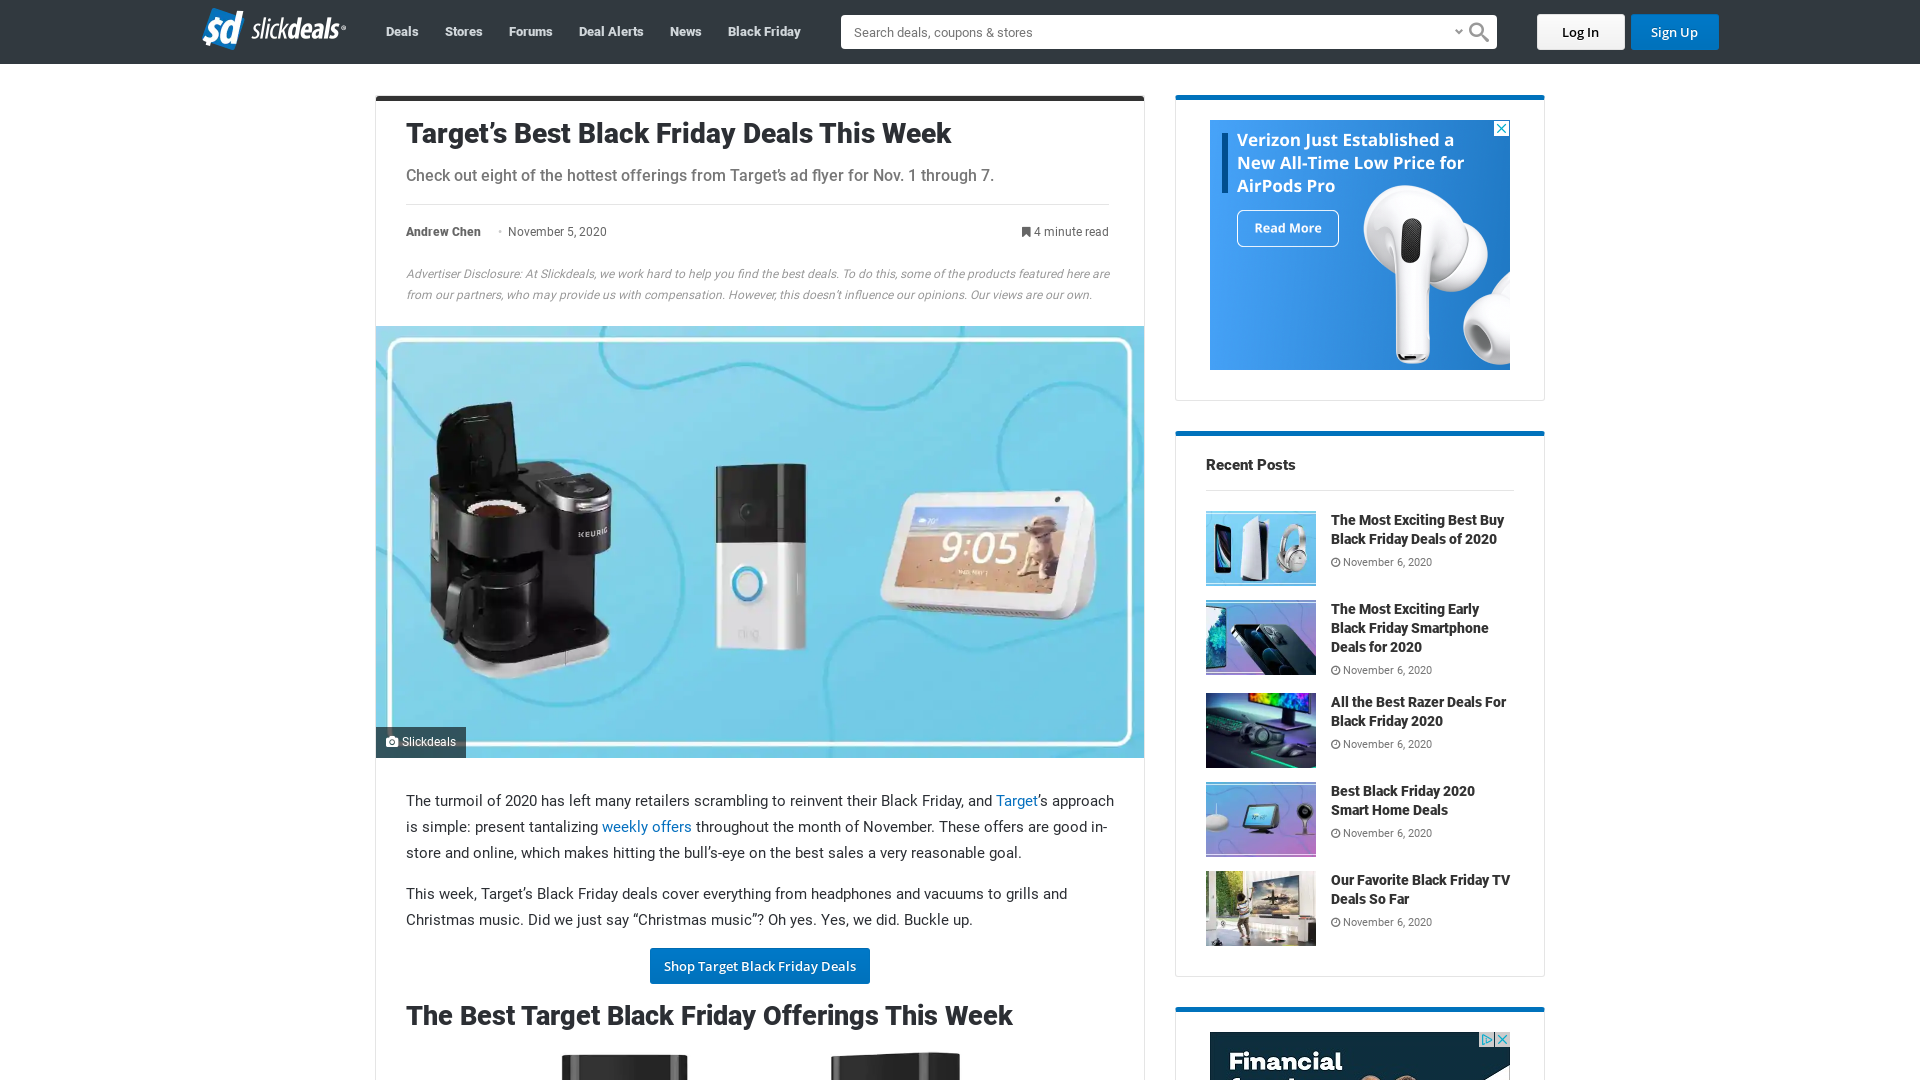 sd slickdeals
Deals Stores Forums Deal Alerts News Black Friday
Search deals, coupons & stores
Log In
Sign Up
Target’s Best Black Friday Deals This Week
Check out eight of the hottest offerings from Target’s ad flyer for Nov. 1 through 7.
Andrew Chen • November 5, 2020
4 minute read
Advertiser Disclosure: At Slickdeals, we work hard to help you find the best deals. To do this, some of the products featured here are
from our partners, who may provide us with compensation. However, this doesn’t influence our opinions. Our views are our own.
KEURIG
ring
9:05
Slickdeals
The turmoil of 2020 has left many retailers scrambling to reinvent their Black Friday, and Target’s approach
is simple: present tantalizing weekly offers throughout the month of November. These offers are good in-
store and online, which makes hitting the bull’s-eye on the best sales a very reasonable goal.
This week, Target’s Black Friday deals cover everything from headphones and vacuums to grills and
Christmas music. Did we just say “Christmas music”? Oh yes. Yes, we did. Buckle up.
Shop Target Black Friday Deals
The Best Target Black Friday Offerings This Week
Verizon Just Established a
New All-Time Low Price for
AirPods Pro
Read More
Recent Posts
The Most Exciting Best Buy
Black Friday Deals of 2020
November 6, 2020
The Most Exciting Early
Black Friday Smartphone
Deals for 2020
November 6, 2020
All the Best Razer Deals For
Black Friday 2020
November 6, 2020
Best Black Friday 2020
Smart Home Deals
November 6, 2020
Our Favorite Black Friday TV
Deals So Far
November 6, 2020
Financial